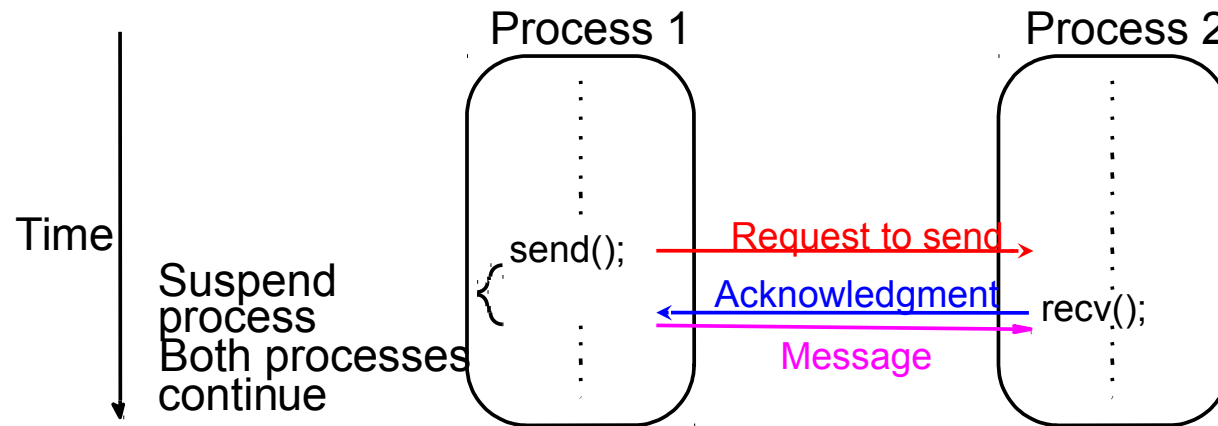 Process 1
Process 2
Time
send();
Request to send
Suspend
process
Acknowledgment
recv();
Both processes
continue
Message